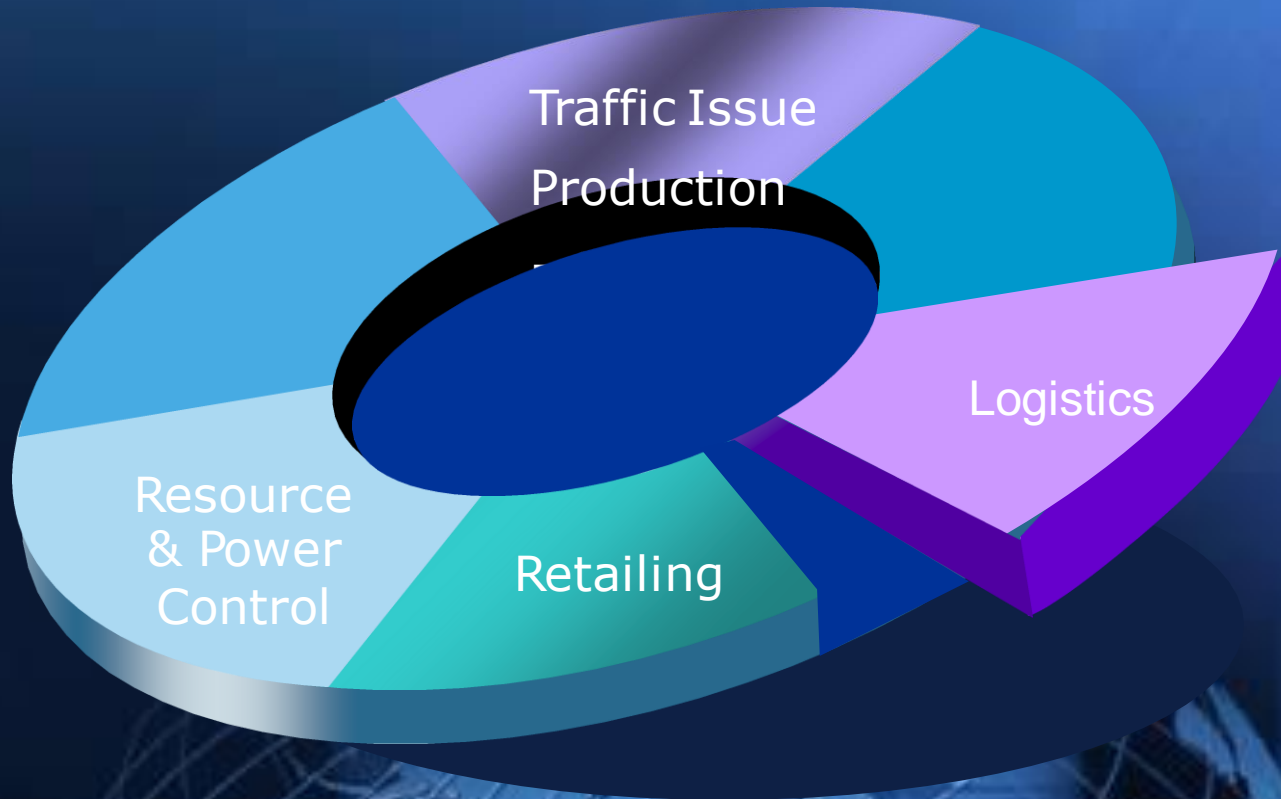 Traffic Issue
Production
Logistics
Resource
& Power
Control
Retailing